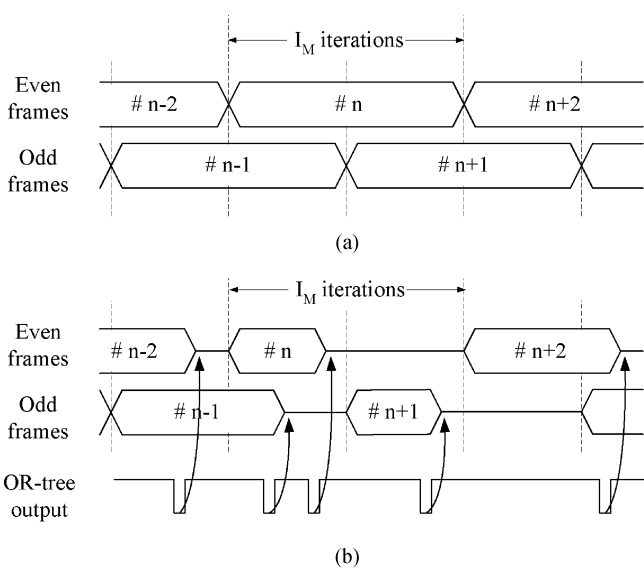 I_M iterations
Even frames
# n-2
# n
# n+2
Odd frames
# n-1
# n+1
(a)
I_M iterations
Even frames
# n-2
# n
# n+2
Odd frames
# n-1
# n+1
OR-tree output
(b)